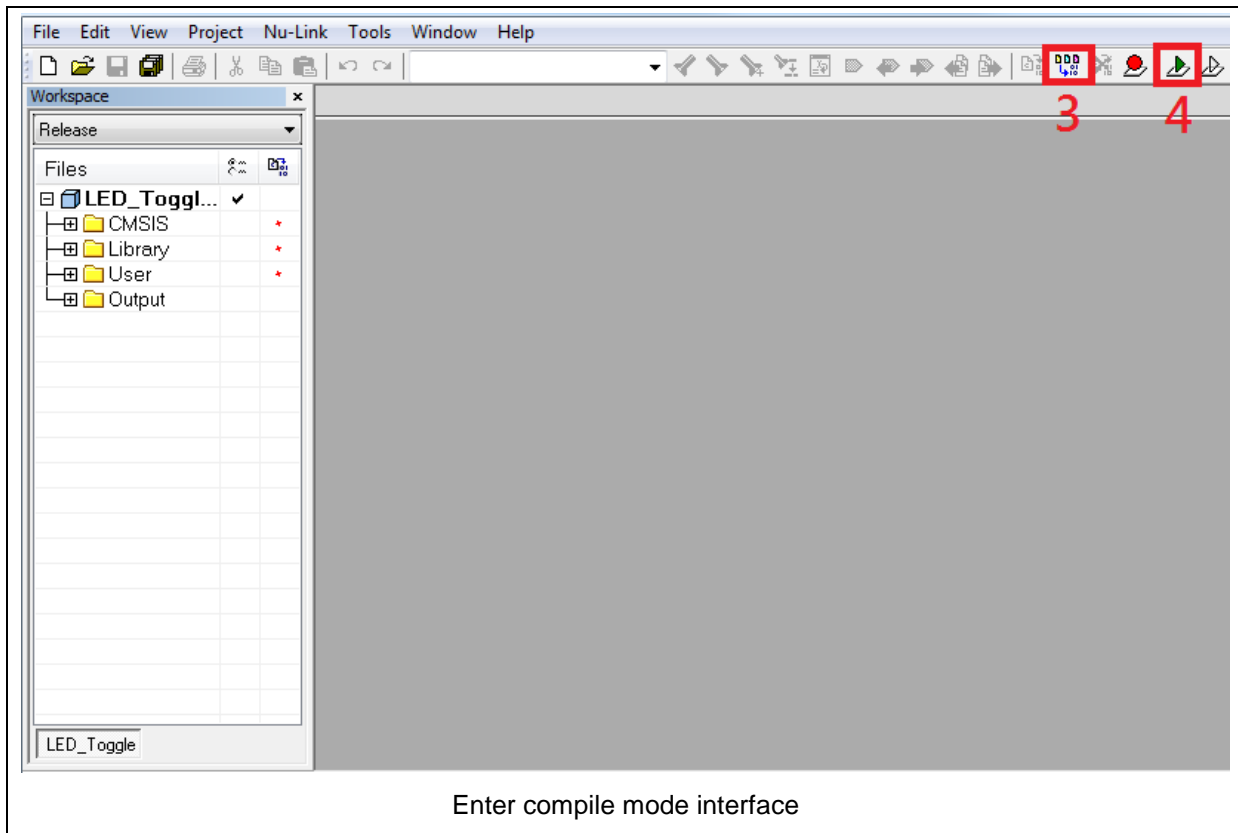 File Edit View Project Nu-Link Tools Window Help
Workspace
3
4
Release
Files
LED_Toggl...
CMSIS
Library
User
Output
LED_Toggle
Enter compile mode interface